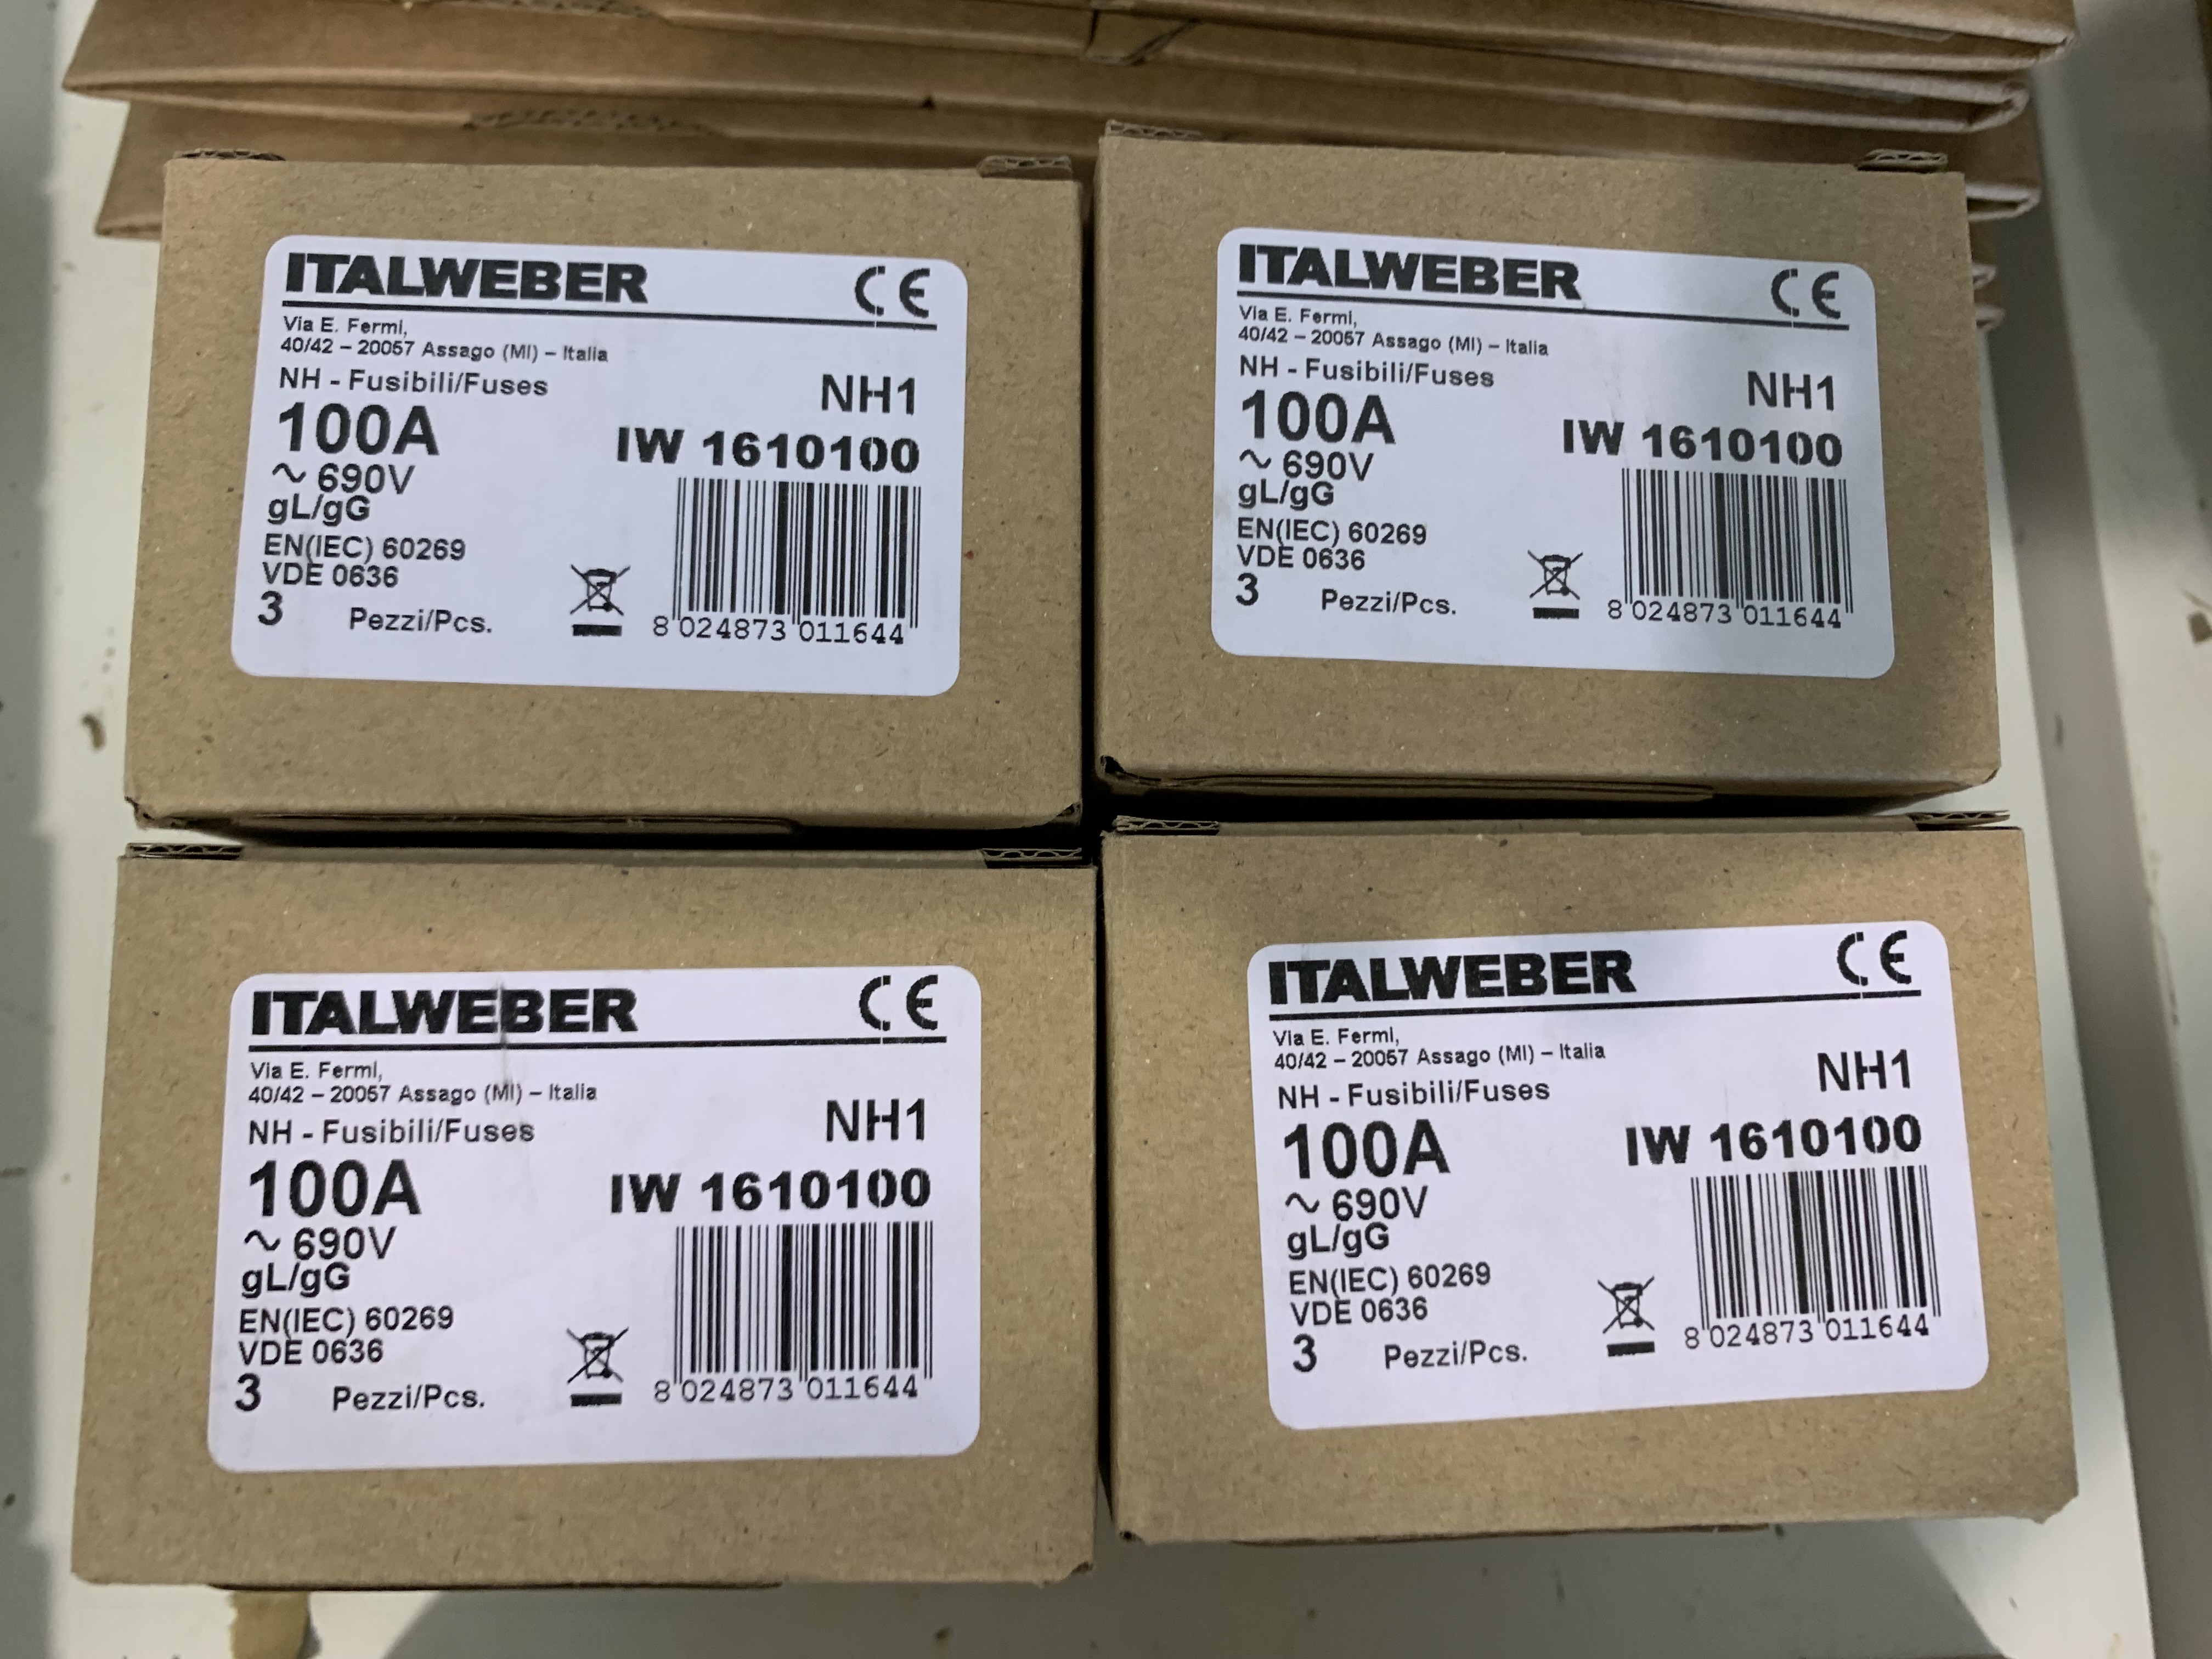 ITALWEBER CE
Via E. Fermi,
40/42 – 20057 Assago (MI) – Italia
NH - Fusibili/Fuses
NH1
100A
IW 1610100
~ 690V
gL/gG
EN(IEC) 60269
VDE 0636
3 Pezzi/Pcs.
8 024873 011644
ITALWEBER CE
Via E. Fermi,
40/42 – 20057 Assago (MI) – Italia
NH - Fusibili/Fuses
NH1
100A
IW 1610100
~ 690V
gL/gG
EN(IEC) 60269
VDE 0636
3 Pezzi/Pcs.
8 024873 011644
ITALWEBER CE
Via E. Fermi,
40/42 – 20057 Assago (MI) – Italia
NH - Fusibili/Fuses
NH1
100A
IW 1610100
~ 690V
gL/gG
EN(IEC) 60269
VDE 0636
3 Pezzi/Pcs.
8 024873 011644
ITALWEBER CE
Via E. Fermi,
40/42 – 20057 Assago (MI) – Italia
NH - Fusibili/Fuses
NH1
100A
IW 1610100
~ 690V
gL/gG
EN(IEC) 60269
VDE 0636
3 Pezzi/Pcs.
8 024873 011644